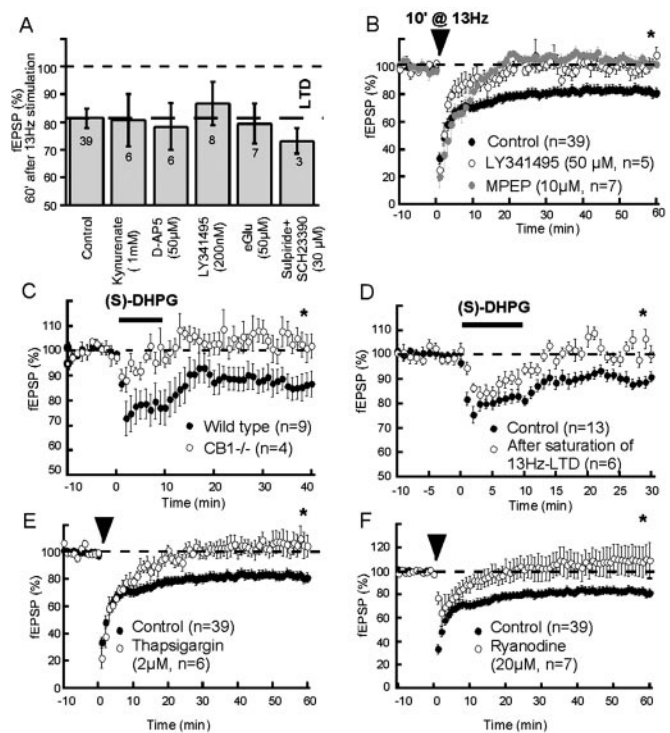 A
fEPSP (%)
60' after 13Hz stimulation
100
90
80
70
60
50
LTD
39
6
6
8
7
3
Control
Kynurenate ( 1mM)
D-AP5 (50µM)
LY341495 (200nM)
eGlu (50µM)
Sulpiride+ SCH23390 (30 µM)
B
10' @ 13Hz
*
fEPSP (%)
120
100
80
60
40
20
0
Control (n=39)
LY341495 (50 µM, n=5)
MPEP (10µM, n=7)
-10 0 10 20 30 40 50 60
Time (min)
C
(S)-DHPG
*
fEPSP (%)
120
110
100
90
80
70
60
50
Wild type (n=9)
CB1-/- (n=4)
-10 0 10 20 30 40
Time (min)
D
(S)-DHPG
*
fEPSP (%)
110
100
90
80
70
60
50
Control (n=13)
After saturation of
13Hz-LTD (n=6)
-10 -5 0 5 10 15 20 25 30
Time (min)
E
*
fEPSP (%)
100
80
60
40
20
0
Control (n=39)
Thapsigargin
(2µM, n=6)
-10 0 10 20 30 40 50 60
Time (min)
F
*
fEPSP (%)
120
100
80
60
40
20
0
Control (n=39)
Ryanodine
(20µM, n=7)
-10 0 10 20 30 40 50 60
Time (min)